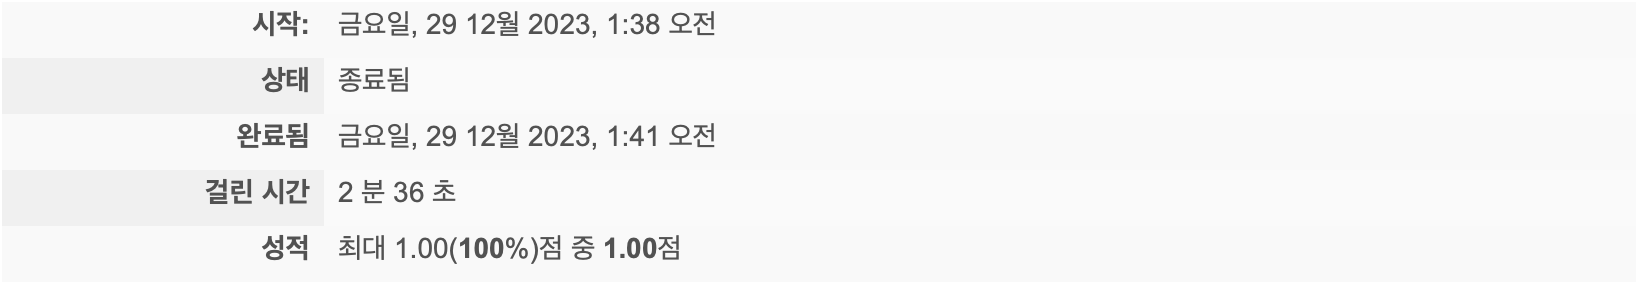 시작: 금요일, 29 12월 2023, 1:38 오전
상태 종료됨
완료됨 금요일, 29 12월 2023, 1:41 오전
걸린 시간 2 분 36 초
성적 최대 1.00(100%)점 중 1.00점